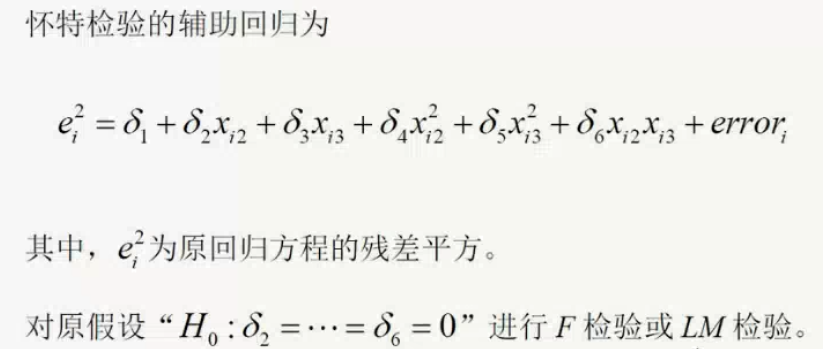 怀特检验的辅助回归为
$e_i^2 = \delta_1 + \delta_2 x_{i2} + \delta_3 x_{i3} + \delta_4 x_{i2}^2 + \delta_5 x_{i3}^2 + \delta_6 x_{i2} x_{i3} + error_i$
其中，$e_i^2$为原回归方程的残差平方。
对原假设“$H_0 : \delta_2 = \cdots = \delta_6 = 0$”进行 F 检验或 LM 检验。